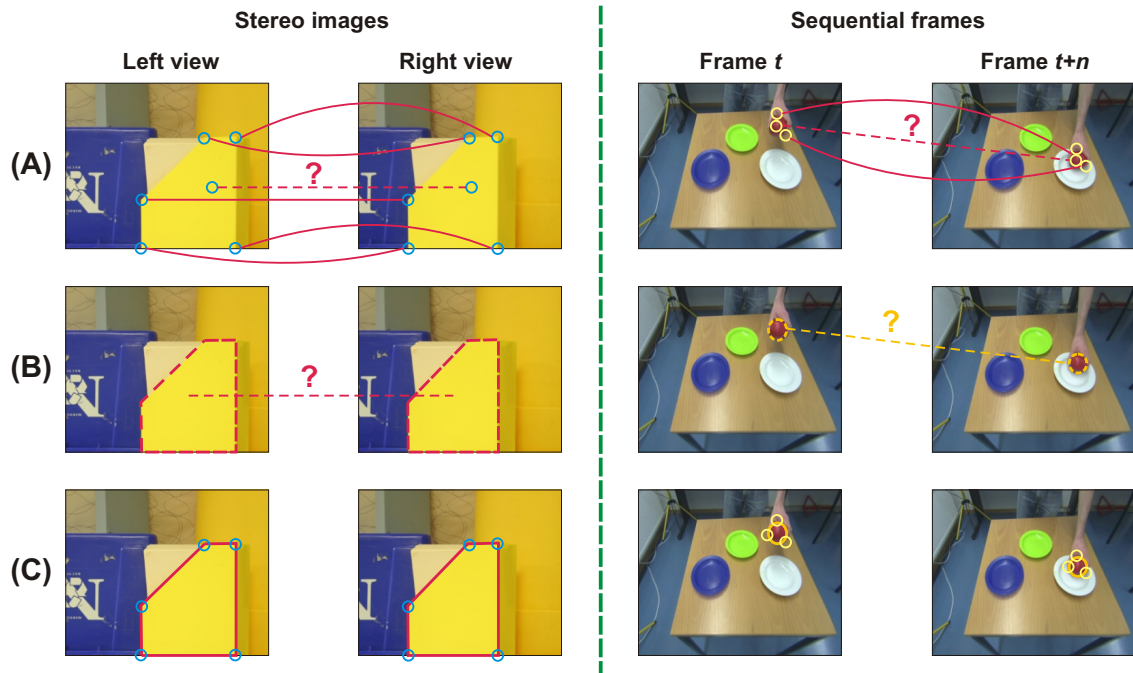 Stereo images
Sequential frames
Left view
Right view
Frame t
Frame t+n
(A)
?
?
N
N
(B)
?
?
N
N
(C)
N
N